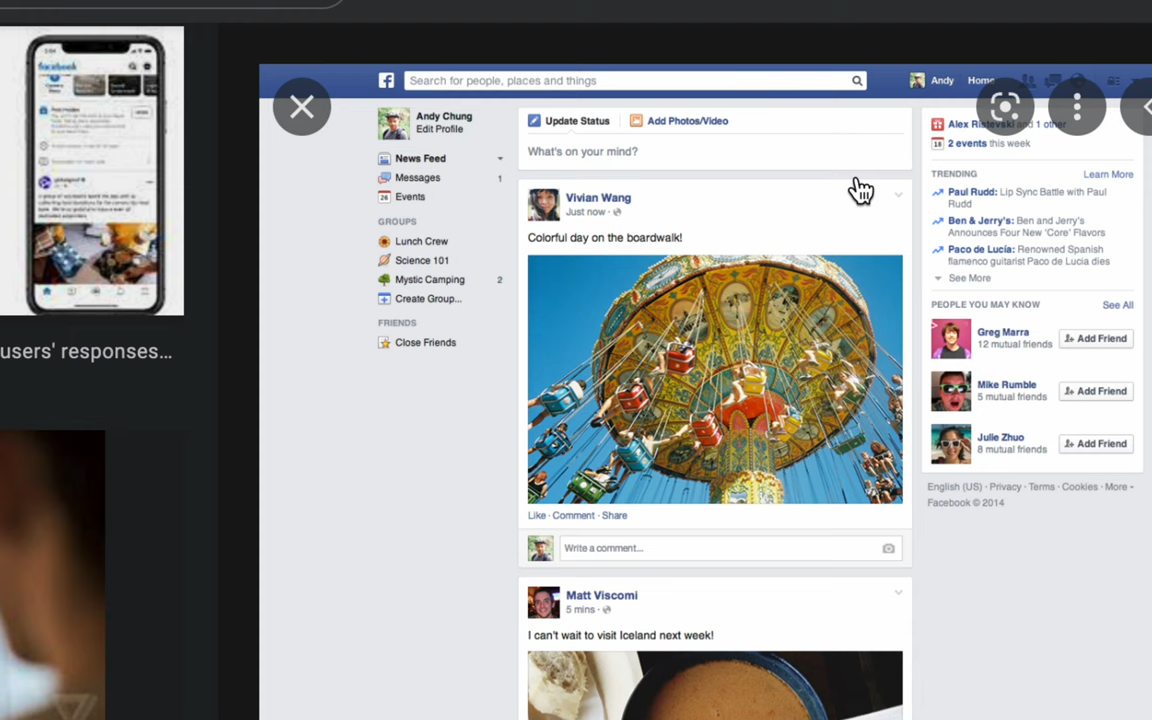 facebook
users' responses...
Search for people, places and things
Andy
Home
Andy Chung
Edit Profile
News Feed
Messages 1
26 Events
GROUPS
Lunch Crew
Science 101
Mystic Camping 2
Create Group...
FRIENDS
Close Friends
Update Status
Add Photos/Video
What's on your mind?
Vivian Wang
Just now ·
Colorful day on the boardwalk!
Like · Comment · Share
Write a comment...
Matt Viscomi
5 mins ·
I can't wait to visit Iceland next week!
Alex Ristevski and 1 other
18 2 events this week
TRENDING Learn More
Paul Rudd: Lip Sync Battle with Paul
Rudd
Ben & Jerry's: Ben and Jerry's
Announces Four New 'Core' Flavors
Paco de Lucía: Renowned Spanish
flamenco guitarist Paco de Lucia dies
See More
PEOPLE YOU MAY KNOW See All
Greg Marra
12 mutual friends
Add Friend
Mike Rumble
5 mutual friends
Add Friend
Julie Zhuo
8 mutual friends
Add Friend
English (US) · Privacy · Terms · Cookies · More
Facebook © 2014